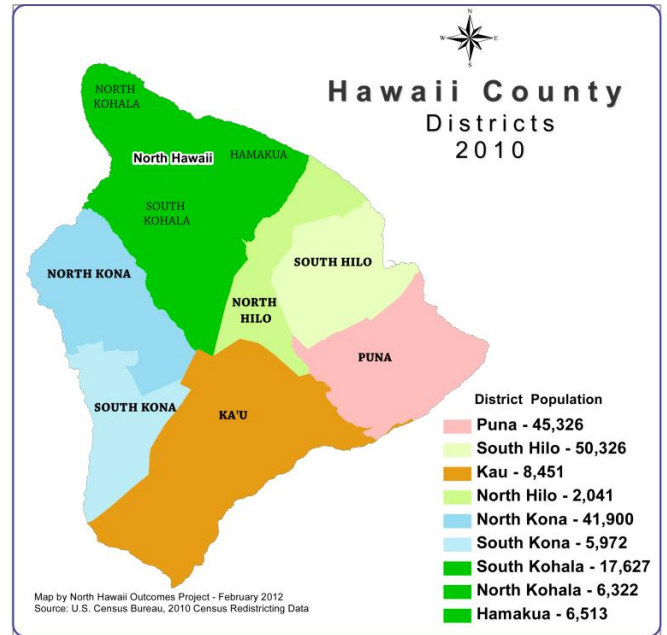 N
W E
S
Hawaii County
Districts
2010
NORTH
KOHALA
North Hawaii
HAMAKUA
SOUTH
KOHALA
NORTH KONA
SOUTH HILO
NORTH
HILO
PUNA
SOUTH KONA
KA'U
District Population
Puna - 45,326
South Hilo - 50,326
Kau - 8,451
North Hilo - 2,041
North Kona - 41,900
South Kona - 5,972
South Kohala - 17,627
North Kohala - 6,322
Hamakua - 6,513
Map by North Hawaii Outcomes Project - February 2012
Source: U.S. Census Bureau, 2010 Census Redistricting Data